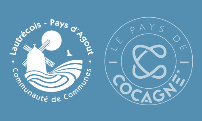 Lautrécois - Pays d'Agout
Communauté de Communes
LE PAYS DE
COCAGNE